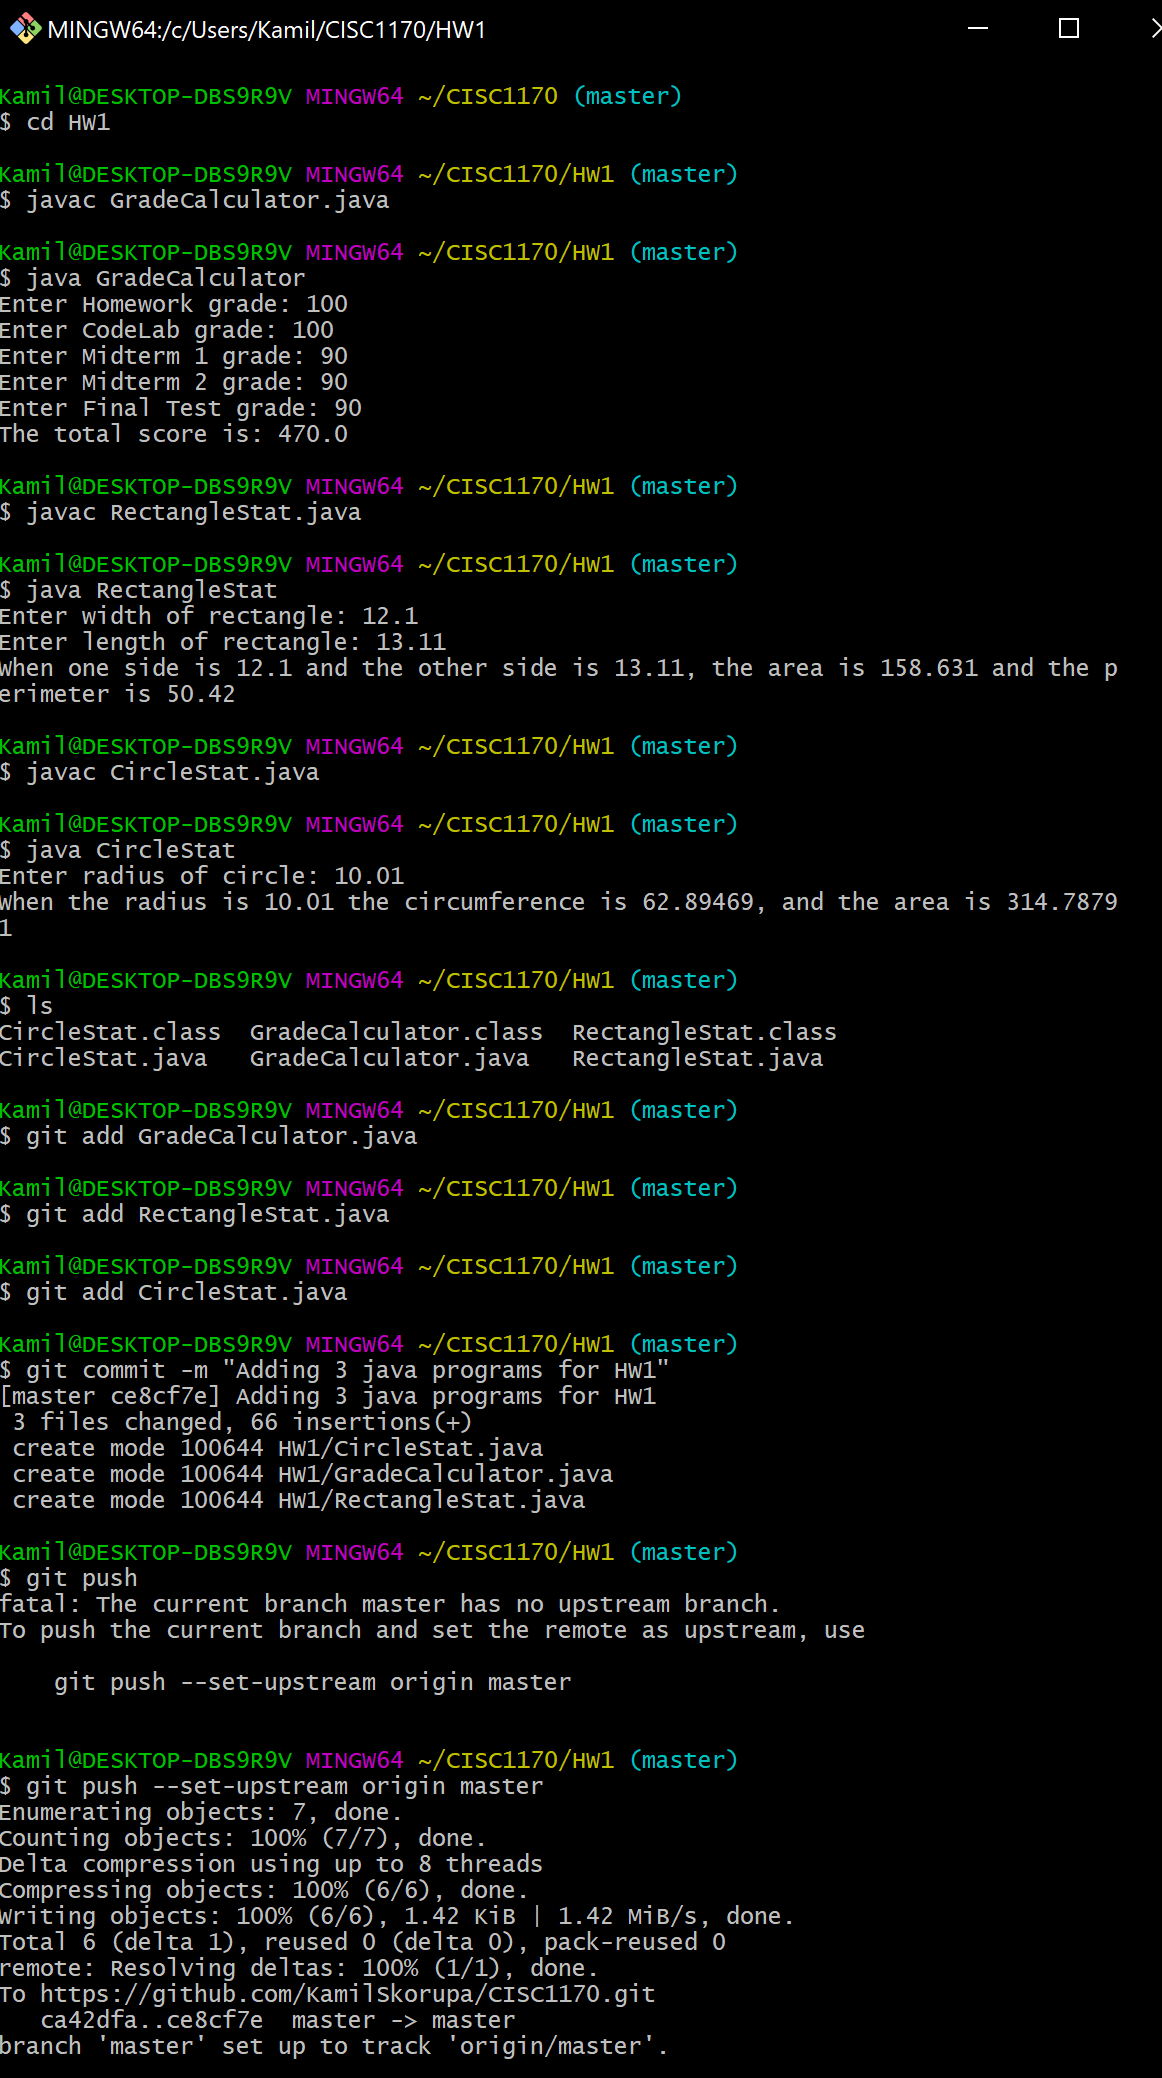 MINGW64:/c/Users/Kamil/CISC1170/HW1
Kamil@DESKTOP-DBS9R9V MINGW64 ~/CISC1170 (master)
$ cd HW1
Kamil@DESKTOP-DBS9R9V MINGW64 ~/CISC1170/HW1 (master)
$ javac GradeCalculator.java
Kamil@DESKTOP-DBS9R9V MINGW64 ~/CISC1170/HW1 (master)
$ java GradeCalculator
Enter Homework grade: 100
Enter CodeLab grade: 100
Enter Midterm 1 grade: 90
Enter Midterm 2 grade: 90
Enter Final Test grade: 90
The total score is: 470.0
Kamil@DESKTOP-DBS9R9V MINGW64 ~/CISC1170/HW1 (master)
$ javac RectangleStat.java
Kamil@DESKTOP-DBS9R9V MINGW64 ~/CISC1170/HW1 (master)
$ java RectangleStat
Enter width of rectangle: 12.1
Enter length of rectangle: 13.11
When one side is 12.1 and the other side is 13.11, the area is 158.631 and the p
erimeter is 50.42
Kamil@DESKTOP-DBS9R9V MINGW64 ~/CISC1170/HW1 (master)
$ javac CircleStat.java
Kamil@DESKTOP-DBS9R9V MINGW64 ~/CISC1170/HW1 (master)
$ java CircleStat
Enter radius of circle: 10.01
When the radius is 10.01 the circumference is 62.89469, and the area is 314.7879
1
Kamil@DESKTOP-DBS9R9V MINGW64 ~/CISC1170/HW1 (master)
$ ls
CircleStat.class  GradeCalculator.class  RectangleStat.class
CircleStat.java   GradeCalculator.java   RectangleStat.java
Kamil@DESKTOP-DBS9R9V MINGW64 ~/CISC1170/HW1 (master)
$ git add GradeCalculator.java
Kamil@DESKTOP-DBS9R9V MINGW64 ~/CISC1170/HW1 (master)
$ git add RectangleStat.java
Kamil@DESKTOP-DBS9R9V MINGW64 ~/CISC1170/HW1 (master)
$ git add CircleStat.java
Kamil@DESKTOP-DBS9R9V MINGW64 ~/CISC1170/HW1 (master)
$ git commit -m "Adding 3 java programs for HW1"
[master ce8cf7e] Adding 3 java programs for HW1
 3 files changed, 66 insertions(+)
 create mode 100644 HW1/CircleStat.java
 create mode 100644 HW1/GradeCalculator.java
 create mode 100644 HW1/RectangleStat.java
Kamil@DESKTOP-DBS9R9V MINGW64 ~/CISC1170/HW1 (master)
$ git push
fatal: The current branch master has no upstream branch.
To push the current branch and set the remote as upstream, use
    git push --set-upstream origin master
Kamil@DESKTOP-DBS9R9V MINGW64 ~/CISC1170/HW1 (master)
$ git push --set-upstream origin master
Enumerating objects: 7, done.
Counting objects: 100% (7/7), done.
Delta compression using up to 8 threads
Compressing objects: 100% (6/6), done.
Writing objects: 100% (6/6), 1.42 KiB | 1.42 MiB/s, done.
Total 6 (delta 1), reused 0 (delta 0), pack-reused 0
remote: Resolving deltas: 100% (1/1), done.
To https://github.com/KamilSkorupa/CISC1170.git
   ca42dfa..ce8cf7e  master -> master
branch 'master' set up to track 'origin/master'.